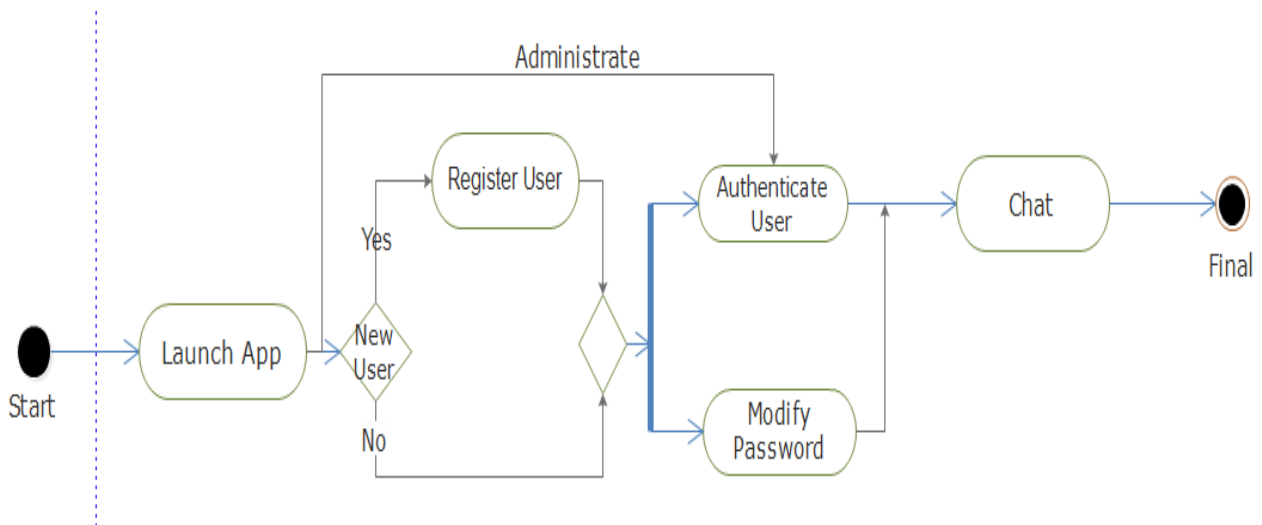 Administrate
Register User
Authenticate
User
Chat
Yes
Final
New
User
Launch App
Start
No
Modify
Password